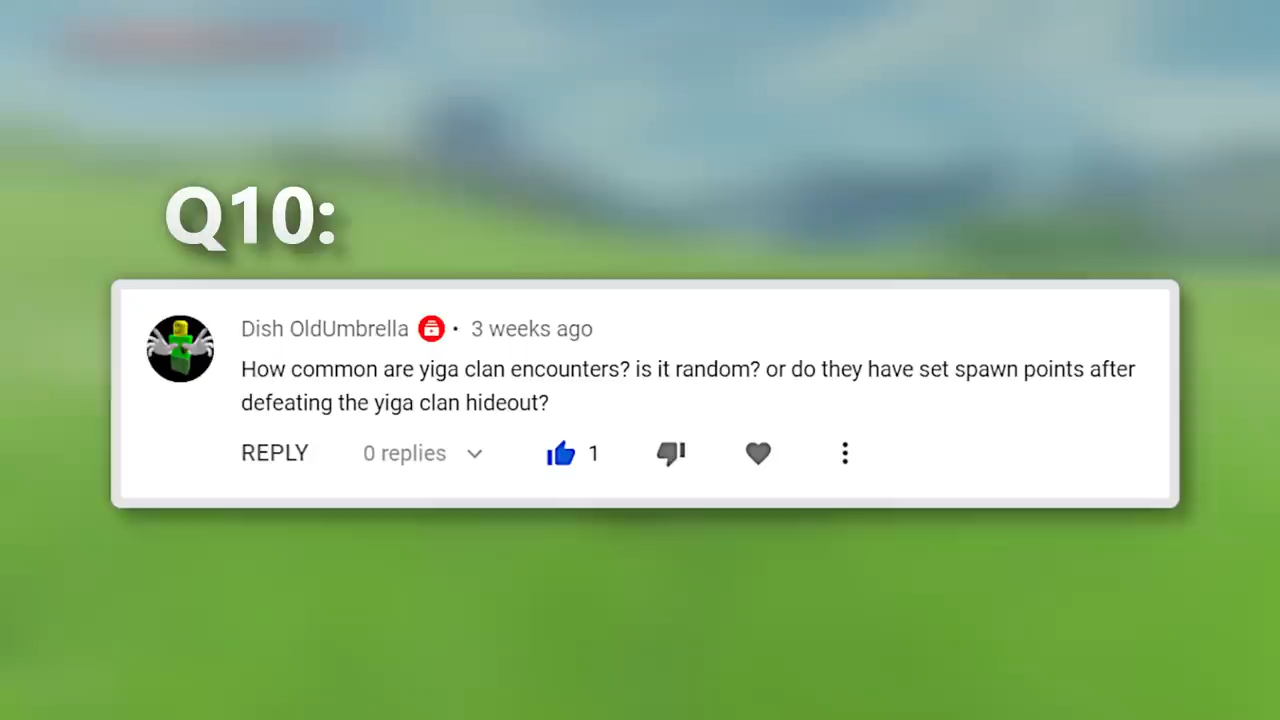 Q10:
Dish OldUmbrella • 3 weeks ago
How common are yiga clan encounters? is it random? or do they have set spawn points after
defeating the yiga clan hideout?
REPLY 0 replies 1